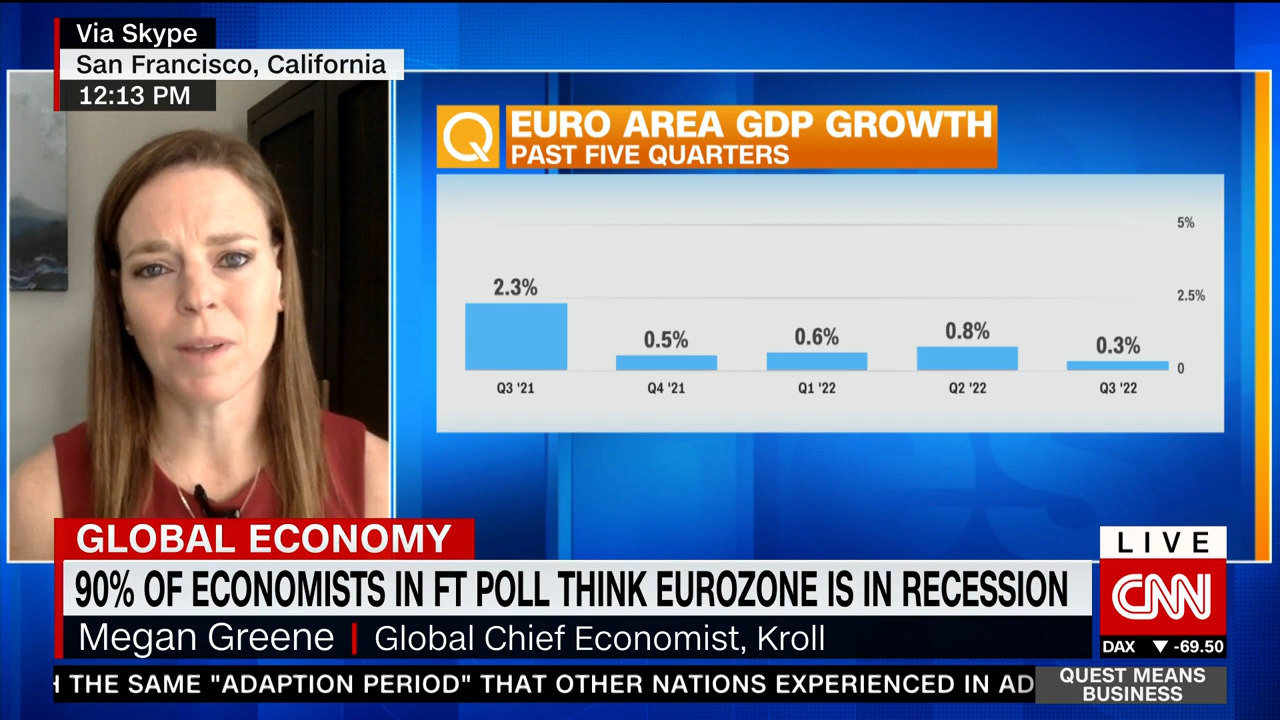 Via Skype
San Francisco, California
12:13 PM
Q
EURO AREA GDP GROWTH
PAST FIVE QUARTERS
5%
2.5%
0
2.3%
0.5%
0.6%
0.8%
0.3%
Q3 '21
Q4 '21
Q1 '22
Q2 '22
Q3 '22
GLOBAL ECONOMY
90% OF ECONOMISTS IN FT POLL THINK EUROZONE IS IN RECESSION
Megan Greene | Global Chief Economist, Kroll
LIVE
CNN
DAX ▼ -69.50
THE SAME "ADAPTION PERIOD" THAT OTHER NATIONS EXPERIENCED IN AD
QUEST MEANS
BUSINESS